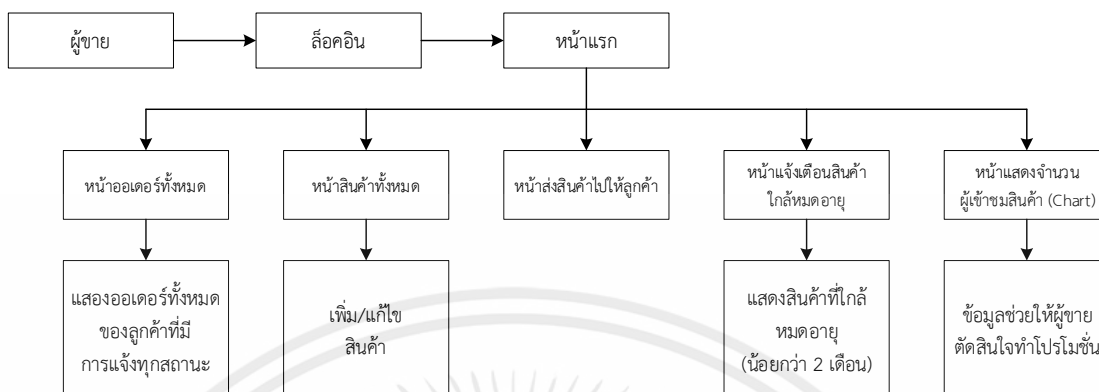 ผู้ขาย
ล็อคอิน
หน้าแรก
หน้าออเดอร์ทั้งหมด
หน้าสินค้าทั้งหมด
หน้าส่งสินค้าไปให้ลูกค้า
หน้าแจ้งเตือนสินค้า
ใกล้หมดอายุ
หน้าแสดงจำนวน
ผู้เข้าชมสินค้า (Chart)
แสองออเดอร์ทั้งหมด
ของลูกค้าที่มี
การแจ้งทุกสถานะ
เพิ่ม/แก้ไข
สินค้า
แสดงสินค้าที่ใกล้
หมดอายุ
(น้อยกว่า 2 เดือน)
ข้อมูลช่วยให้ผู้ขาย
ตัดสินใจทำโปรโมชั่น